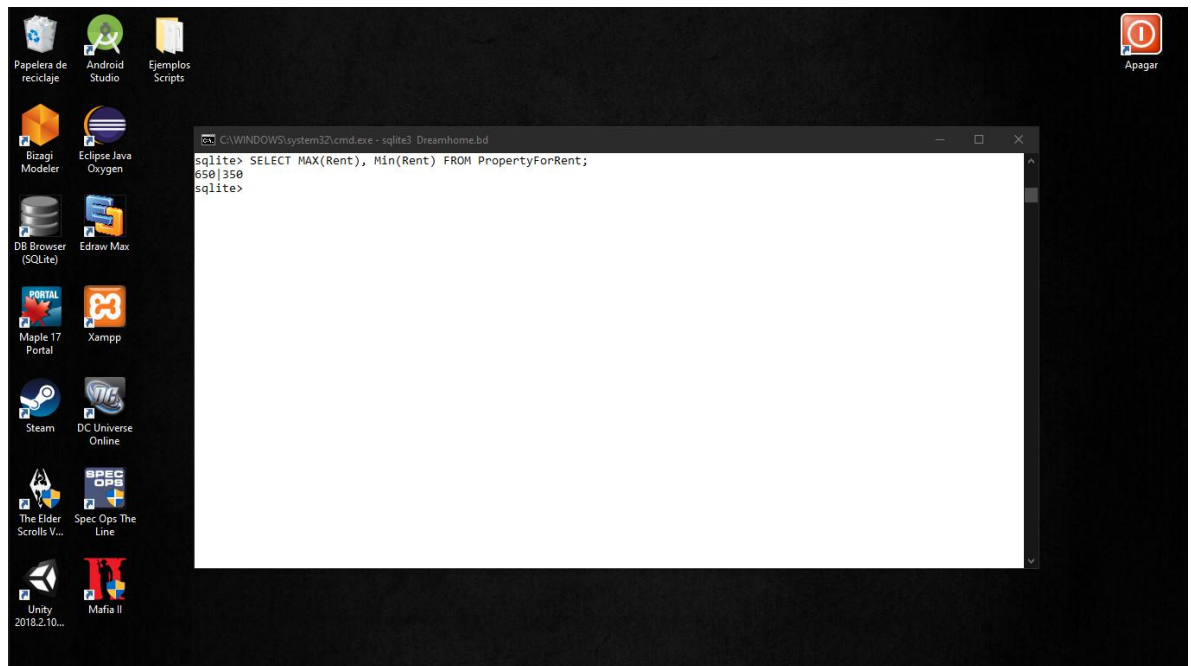 Papelera de
reciclaje
Android
Studio
Ejemplos
Scripts
Apagar
Bizagi
Modeler
Eclipse Java
Oxygen
C:\WINDOWS\system32\cmd.exe - sqlite3 Dreamhome.bd
sqlite> SELECT MAX(Rent), Min(Rent) FROM PropertyForRent;
650|350
sqlite>
DB Browser
(SQLite)
Edraw Max
PORTAL
Maple 17
Portal
Xampp
Steam
DC Universe
Online
SPEC
OPS
The Elder
Scrolls V...
Spec Ops The
Line
Unity
2018.2.10...
Mafia II